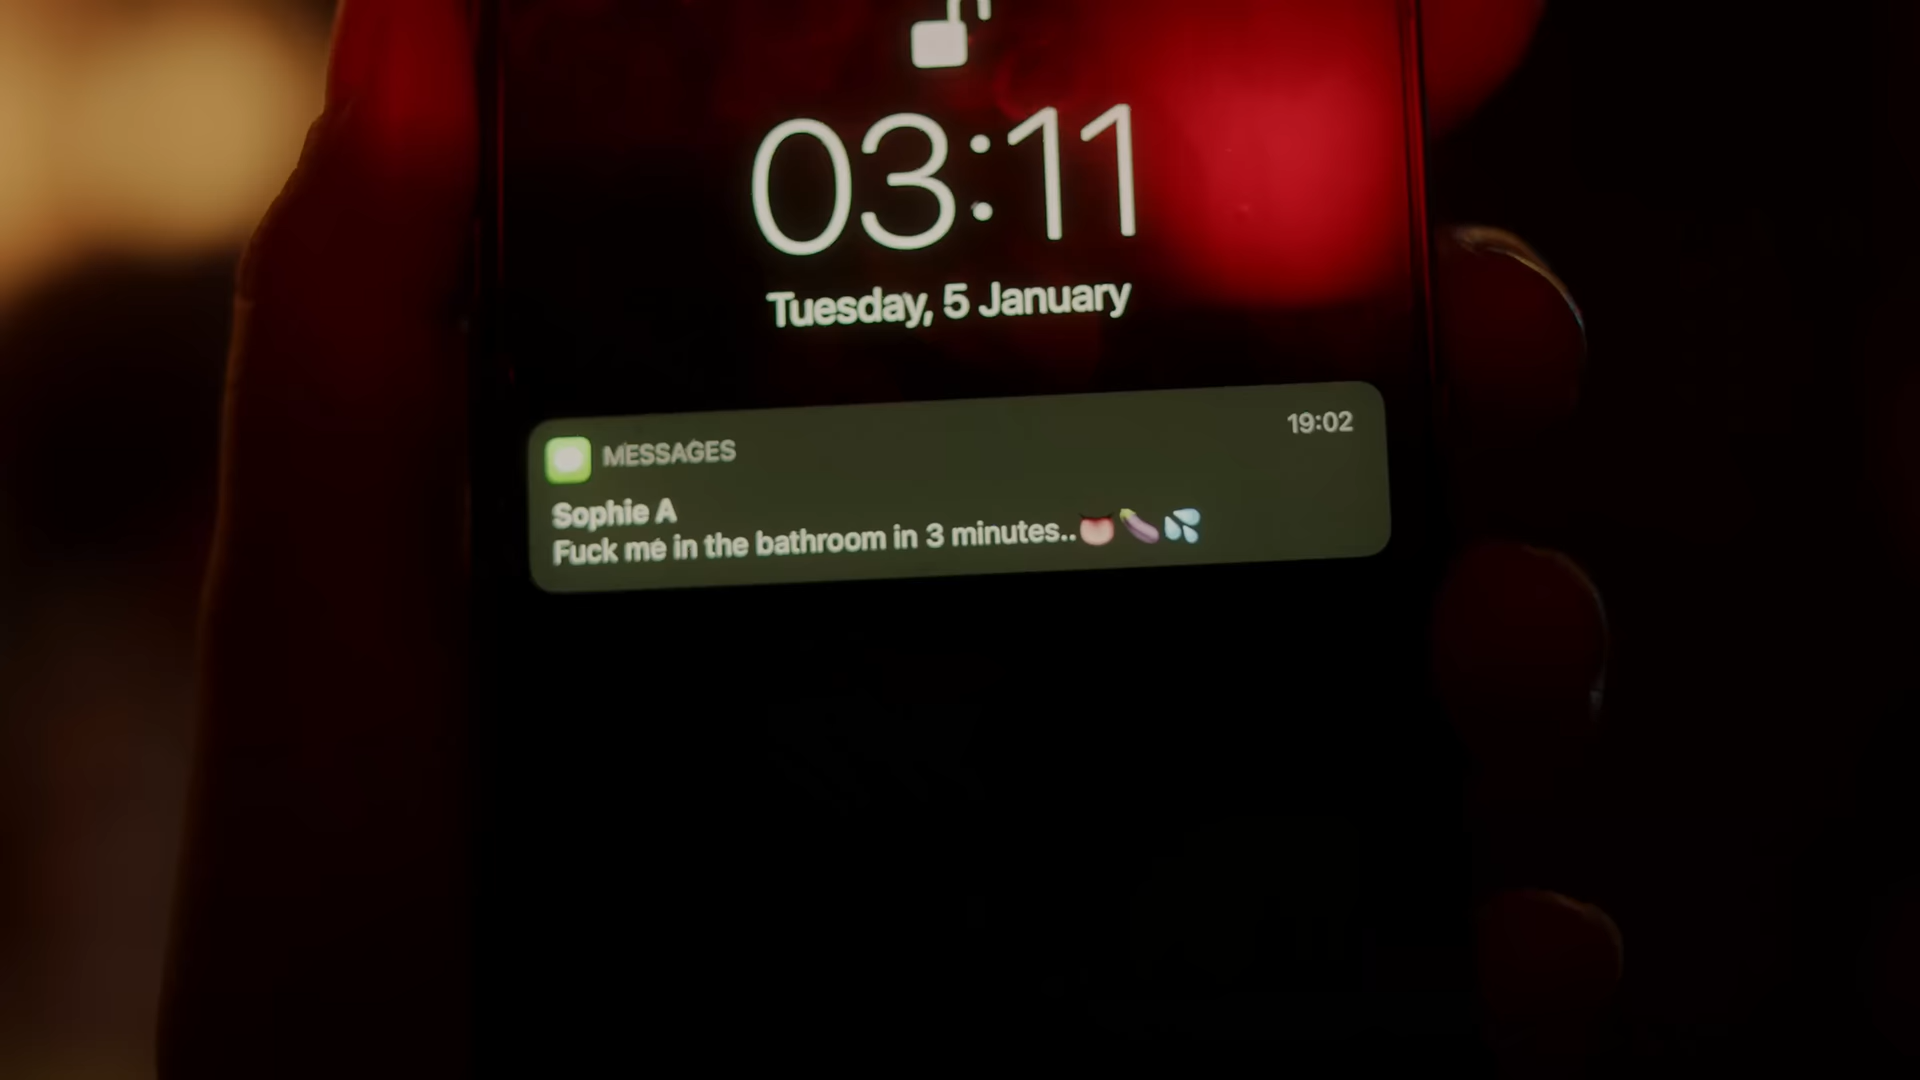 03:11
Tuesday, 5 January
MESSAGES
19:02
Sophie A
Fuck me in the bathroom in 3 minutes..👅🍆💦